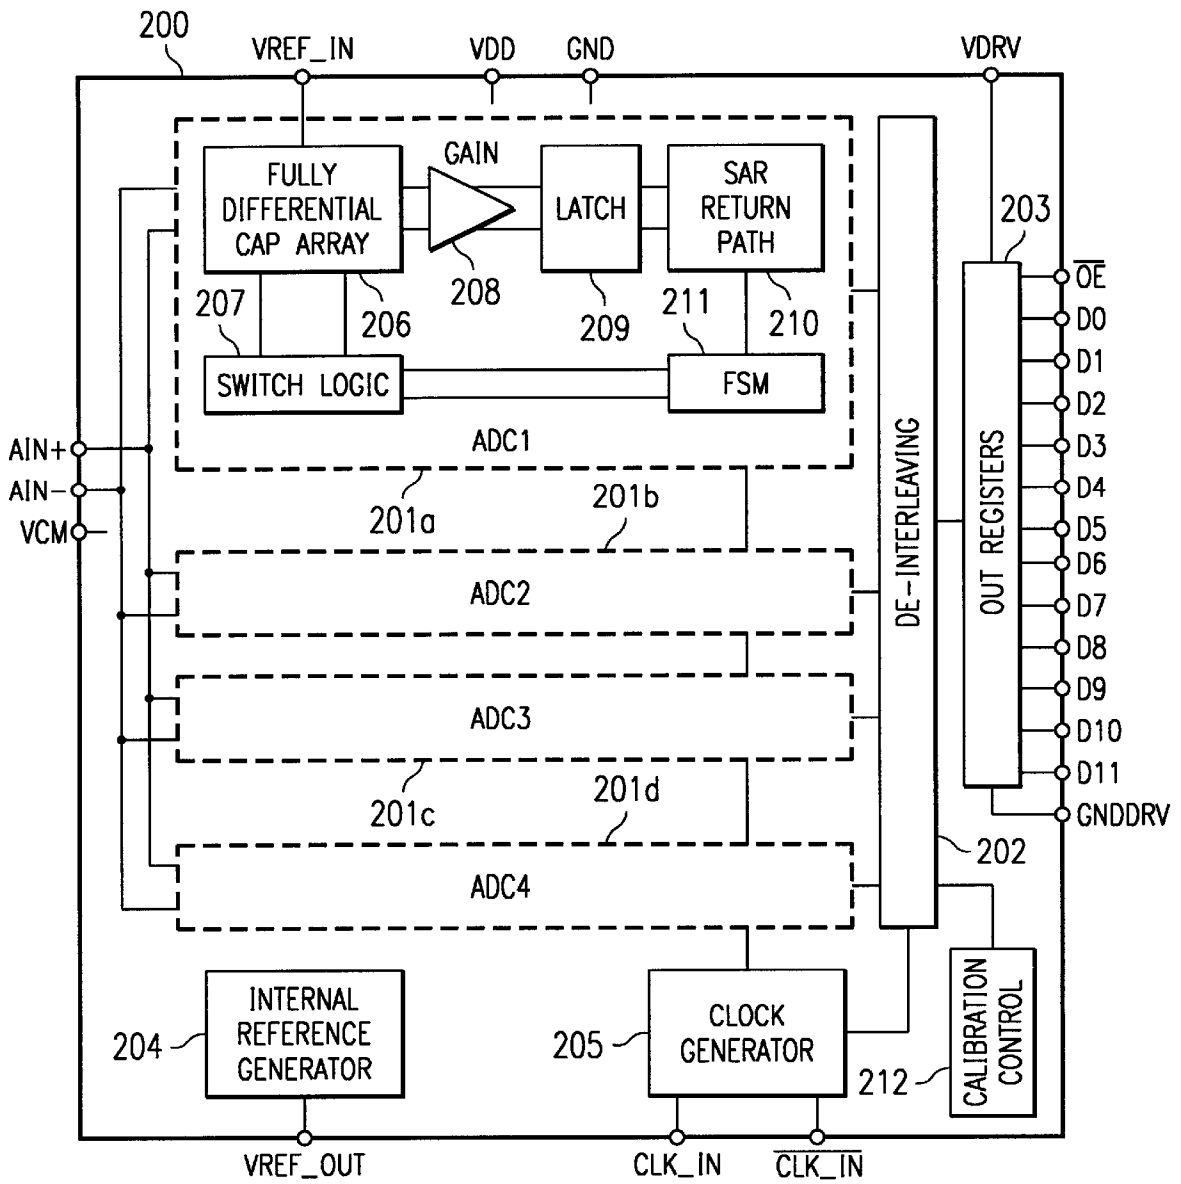 200
VREF_IN
VDD
GND
VDRV
FULLY
DIFFERENTIAL
CAP ARRAY
GAIN
LATCH
SAR
RETURN
PATH
207
206
208
209
211
210
203
SWITCH LOGIC
FSM
ADC1
AIN+
AIN-
VCM
201a
201b
ADC2
ADC3
201c
201d
ADC4
DE-INTERLEAVING
OUT REGISTERS
OE
D0
D1
D2
D3
D4
D5
D6
D7
D8
D9
D10
D11
GNDDRV
202
204
INTERNAL
REFERENCE
GENERATOR
205
CLOCK
GENERATOR
212
CALIBRATION
CONTROL
VREF_OUT
CLK_IN
CLK_IN